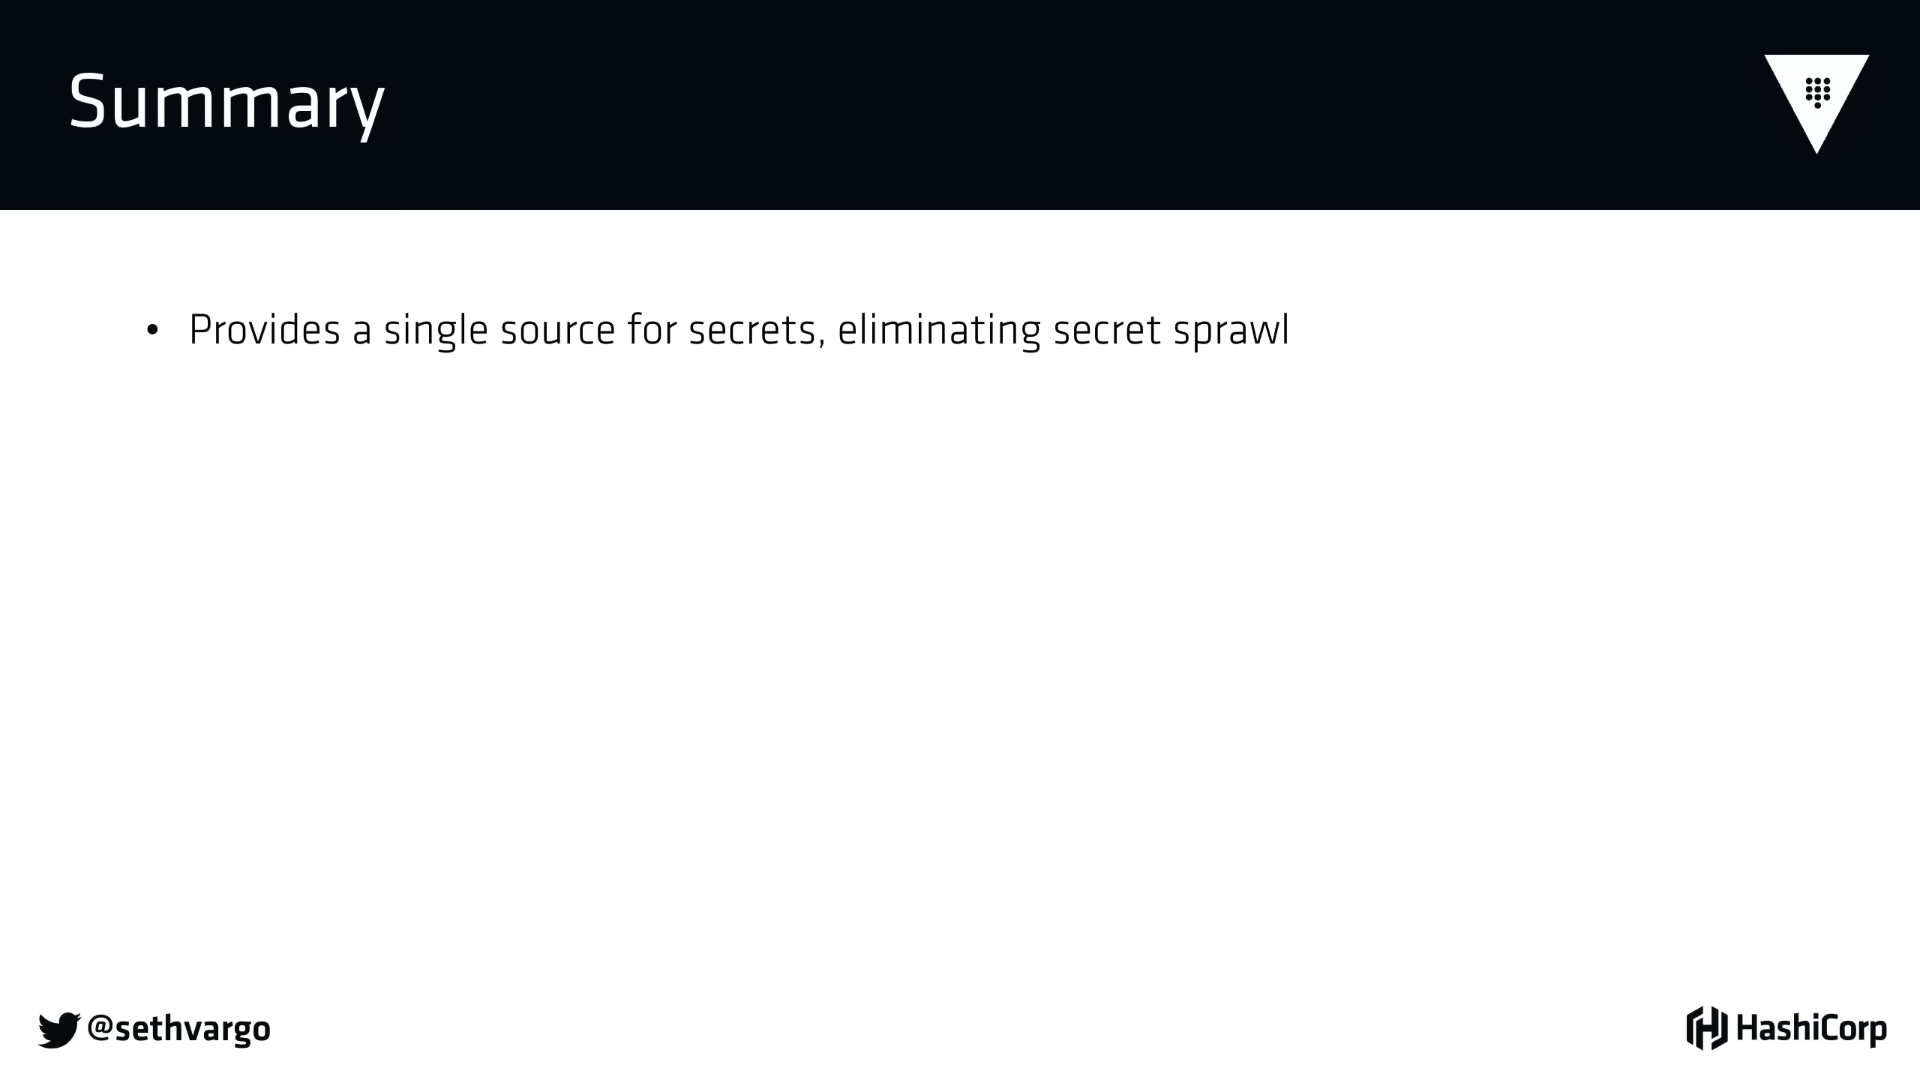 Summary
• Provides a single source for secrets, eliminating secret sprawl
@sethvargo
HashiCorp